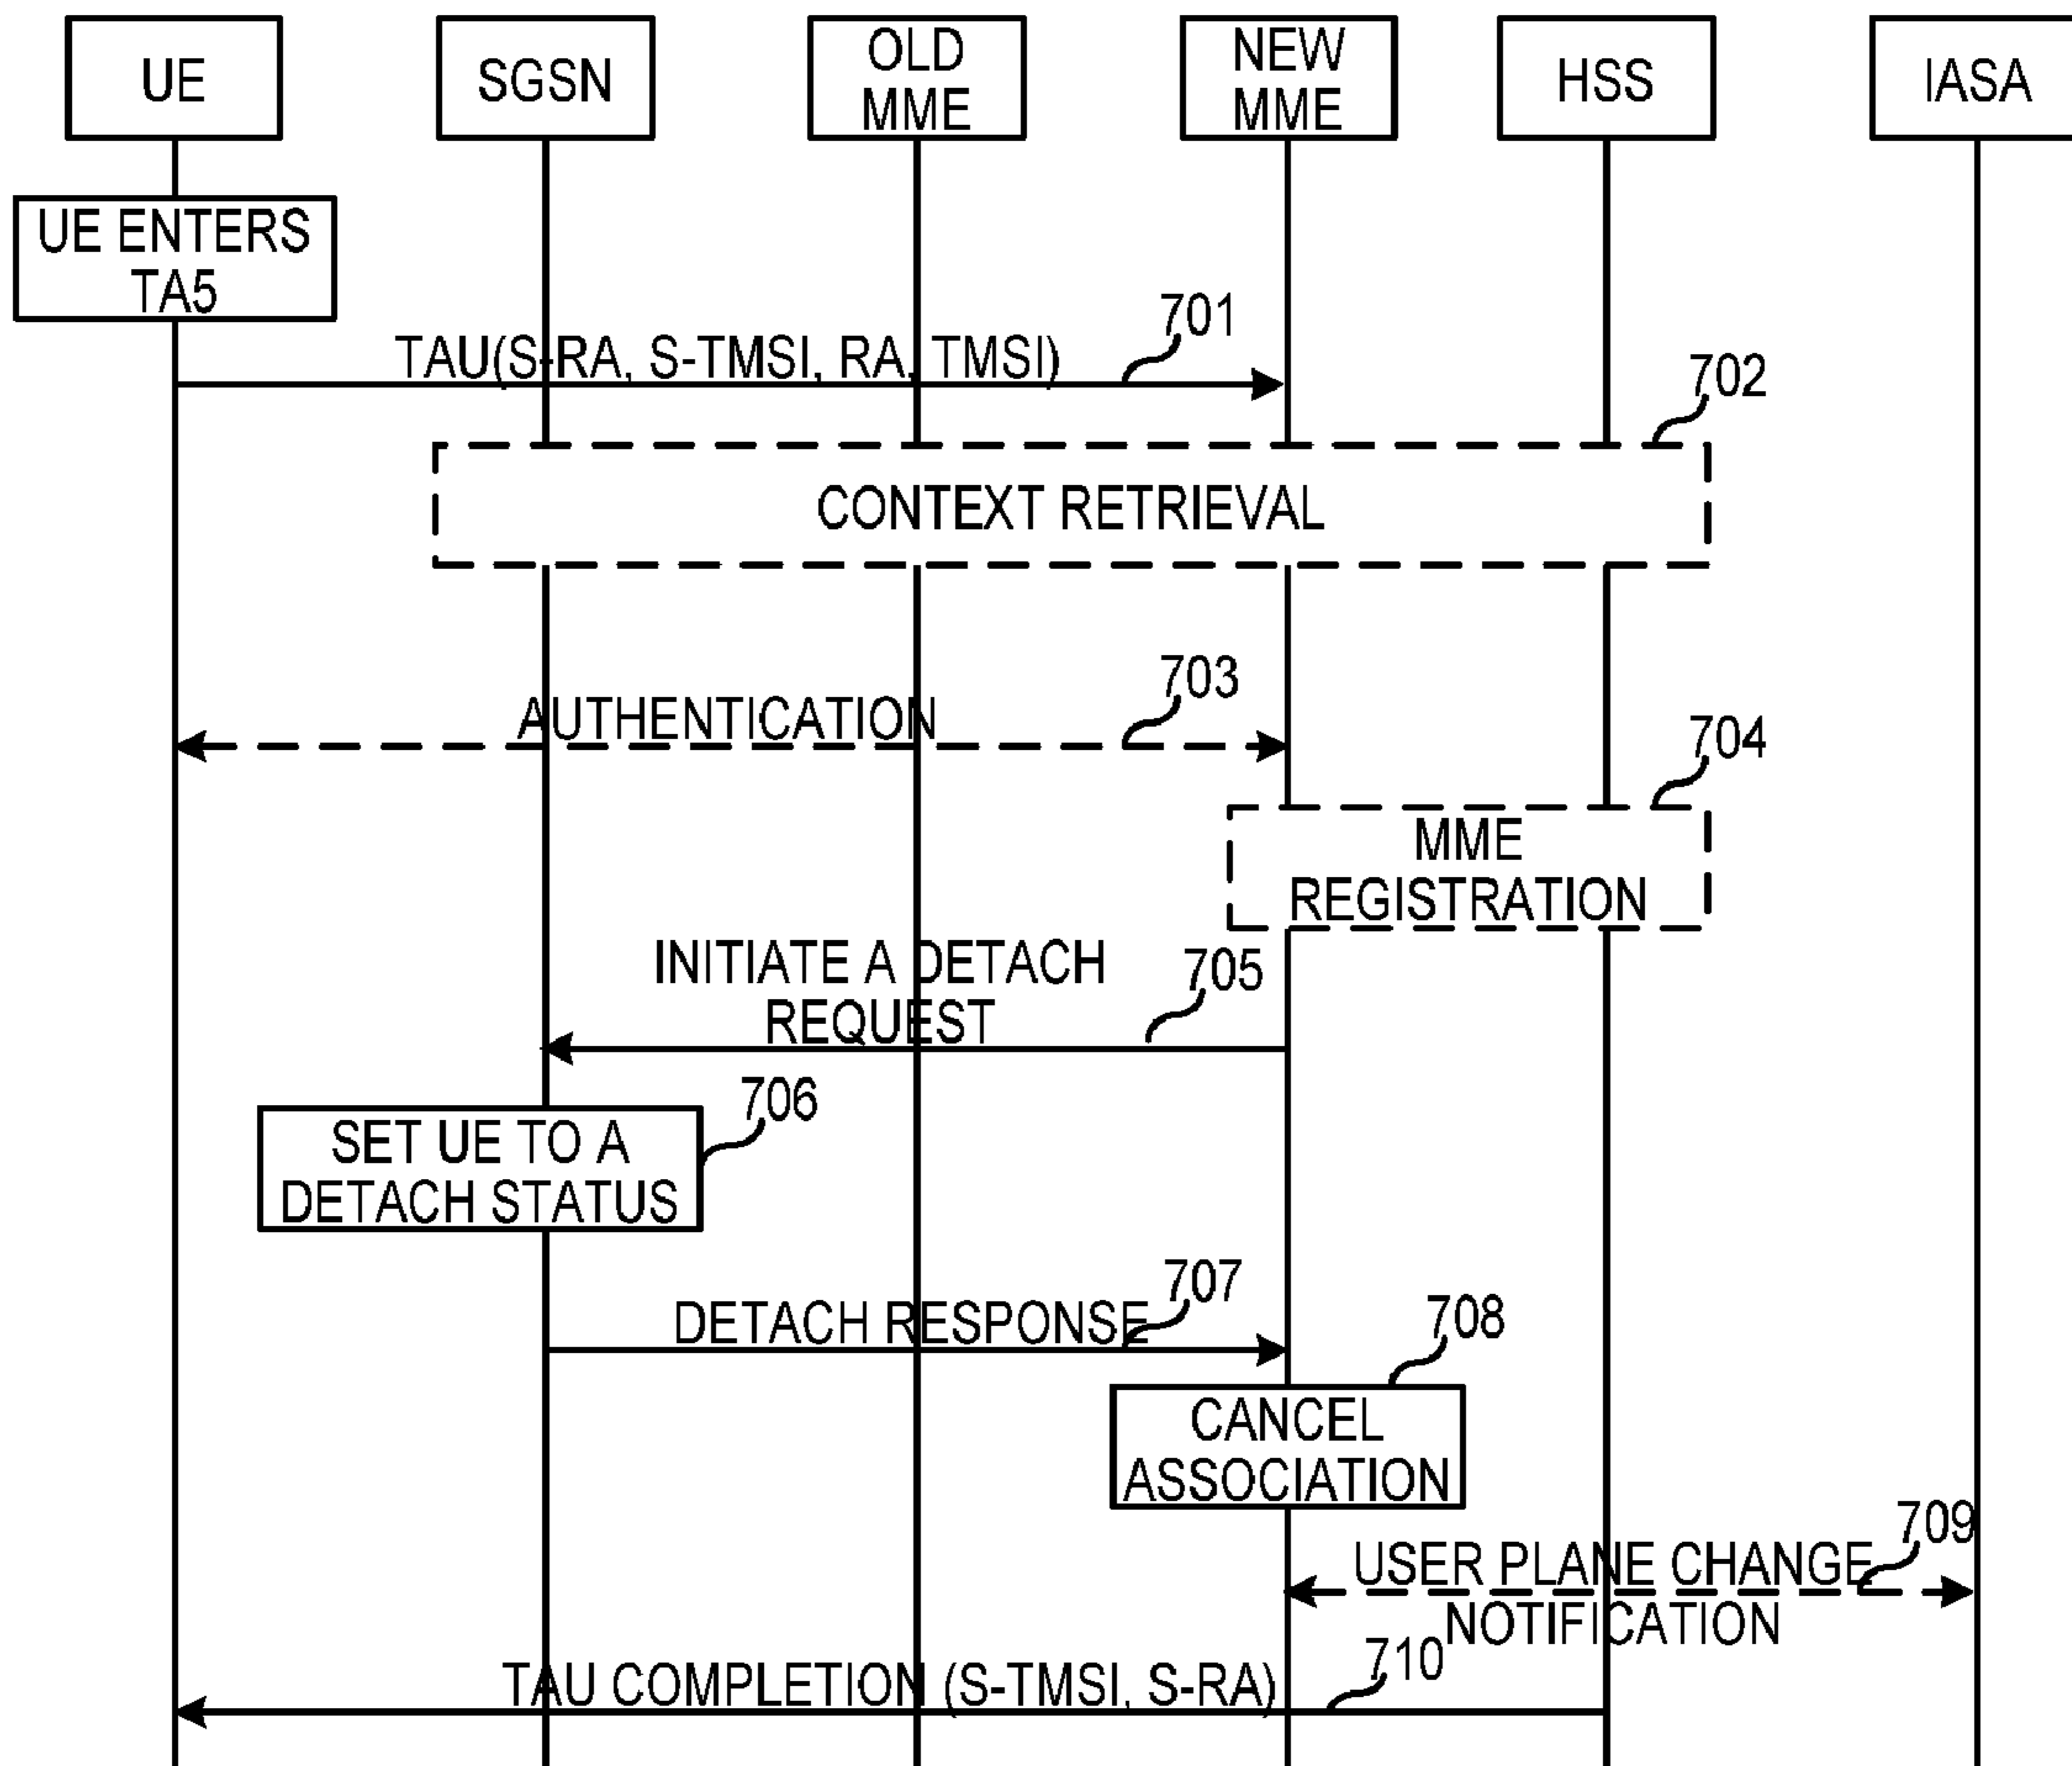 UE
SGSN
OLD
MME
NEW
MME
HSS
IASA
UE ENTERS
TA5
701
TAU(S-RA, S-TMSI, RA, TMSI)
702
CONTEXT RETRIEVAL
703
AUTHENTICATION
704
MME
REGISTRATION
INITIATE A DETACH
REQUEST
705
706
SET UE TO A
DETACH STATUS
707
DETACH RESPONSE
708
CANCEL
ASSOCIATION
709
USER PLANE CHANGE
NOTIFICATION
710
TAU COMPLETION (S-TMSI, S-RA)